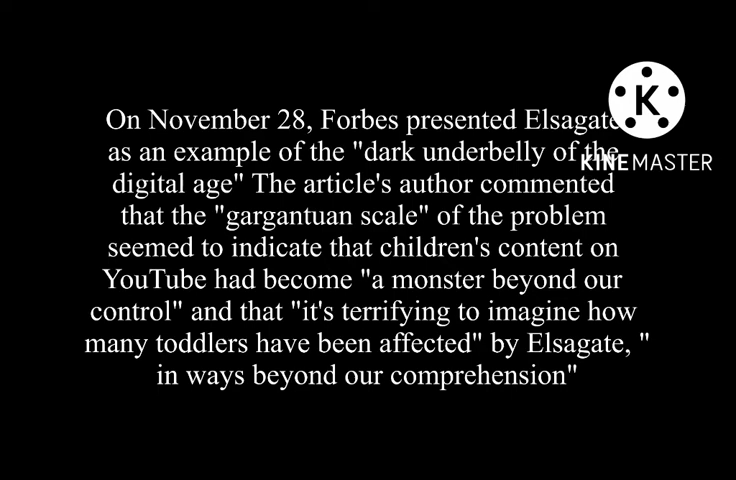 On November 28, Forbes presented Elsagate
as an example of the "dark underbelly of the
digital age" The article's author commented
that the "gargantuan scale" of the problem
seemed to indicate that children's content on
YouTube had become "a monster beyond our
control" and that "it's terrifying to imagine how
many toddlers have been affected" by Elsagate, "
in ways beyond our comprehension"
K
KINEMASTER